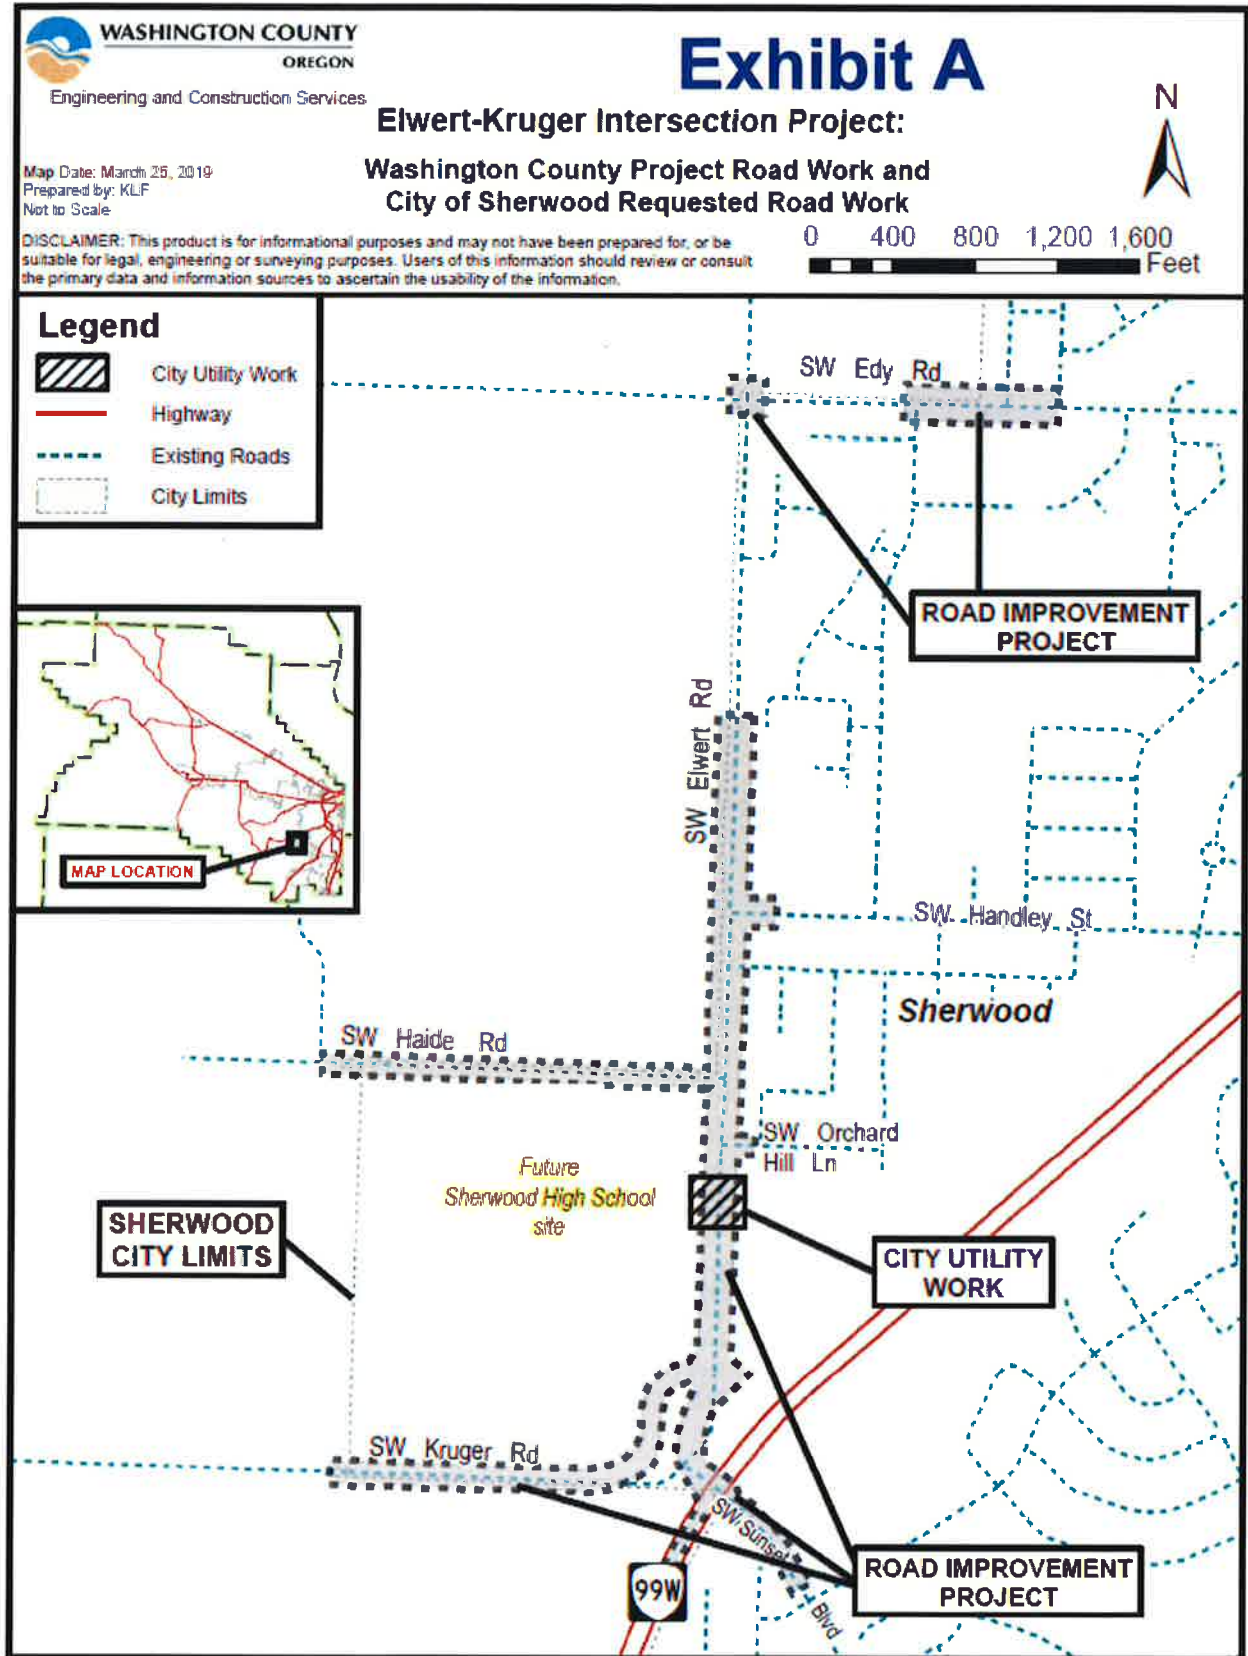 WASHINGTON COUNTY
OREGON
Engineering and Construction Services
Exhibit A
Elwert-Kruger Intersection Project:
Washington County Project Road Work and
City of Sherwood Requested Road Work
Map Date: March 25, 2019
Prepared by: KLF
Not to Scale
DISCLAIMER: This product is for informational purposes and may not have been prepared for, or be
suitable for legal, engineering or surveying purposes. Users of this information should review or consult
the primary data and information sources to ascertain the usability of the information.
N
0 400 800 1,200 1,600
Feet
Legend
City Utility Work
Highway
Existing Roads
City Limits
SW Edy Rd
ROAD IMPROVEMENT
PROJECT
SW Elwert Rd
MAP LOCATION
SW Handley St
Sherwood
SW Haide Rd
SW Orchard
Hill Ln
Future
Sherwood High School
site
SHERWOOD
CITY LIMITS
CITY UTILITY
WORK
SW Kruger Rd
SW Sunset Blvd
99W
ROAD IMPROVEMENT
PROJECT